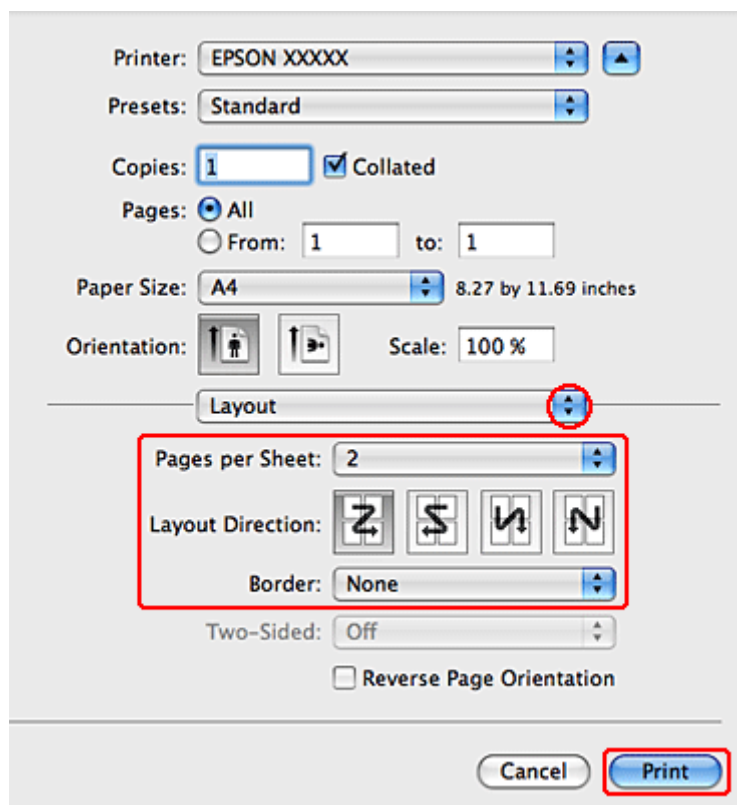 Printer: EPSON XXXXX
Presets: Standard
Copies: 1 Collated
Pages: All
From: 1 to: 1
Paper Size: A4 8.27 by 11.69 inches
Orientation: Scale: 100 %
Layout
Pages per Sheet: 2
Layout Direction:
Border: None
Two-Sided: Off
Reverse Page Orientation
Cancel Print